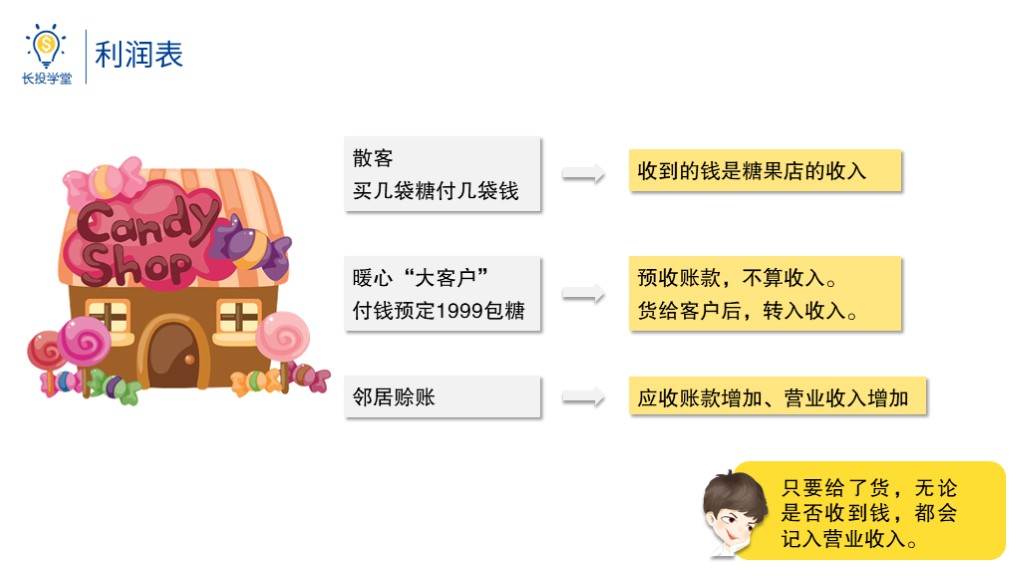 长投学堂
利润表
Candy
Shop
散客
买几袋糖付几袋钱
收到的钱是糖果店的收入
暖心“大客户”
付钱预定1999包糖
预收账款，不算收入。
货给客户后，转入收入。
邻居赊账
应收账款增加、营业收入增加
只要给了货，无论
是否收到钱，都会
记入营业收入。